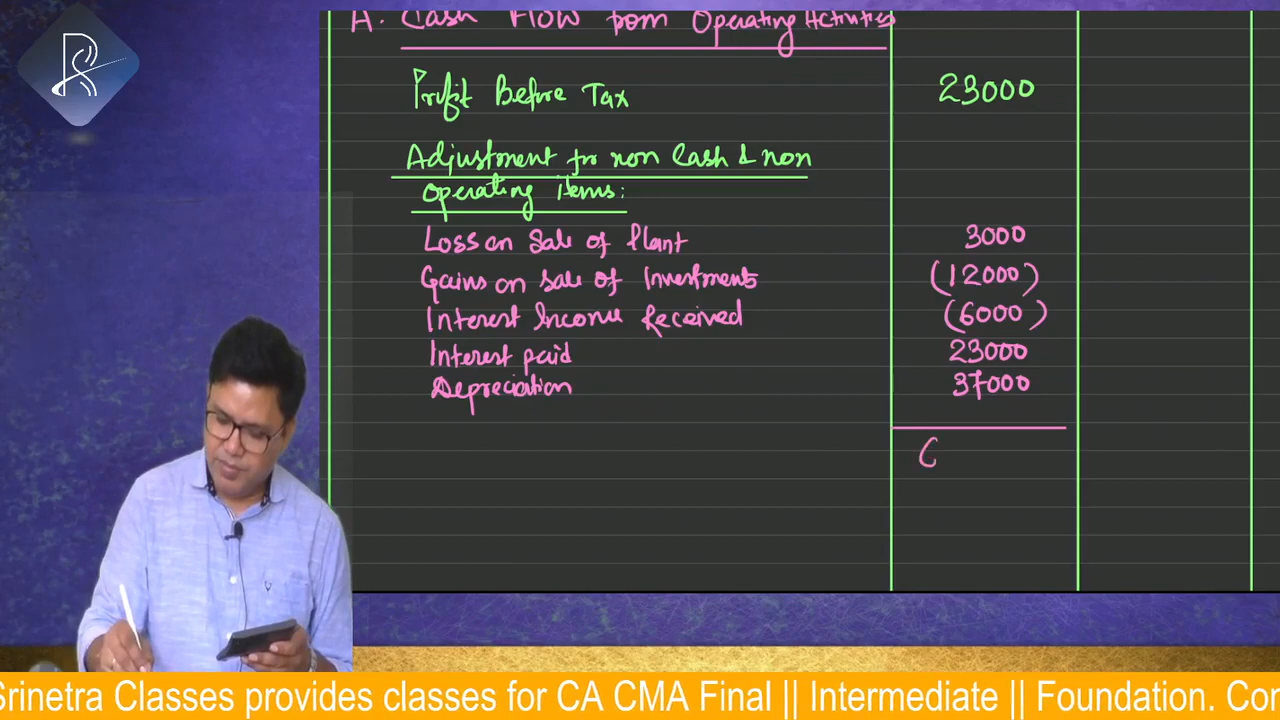 A. Cash Flow from Operating Activities
Profit Before Tax 23000
Adjustment for non Cash & non
Operating items:
Loss on Sale of Plant 3000
Gains on Sale of Investments (12000)
Interest Income Received (6000)
Interest paid 23000
Depreciation 37000
Srinetra Classes provides classes for CA CMA Final || Intermediate || Foundation. Con